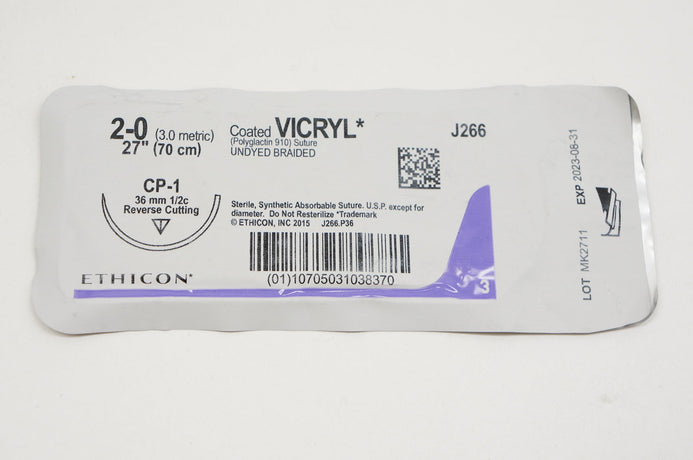 2-0 (3.0 metric)
27" (70 cm)
Coated VICRYL*
(Polyglactin 910) Suture
UNDYED BRAIDED
J266
CP-1
36 mm 1/2c
Reverse Cutting
Sterile, Synthetic Absorbable Suture. U.S.P. except for
diameter. Do Not Resterilize *Trademark
© ETHICON, INC 2015 J266.P36
(01)10705031038370
ETHICON*
LOT MK2711
EXP 2023-08-31